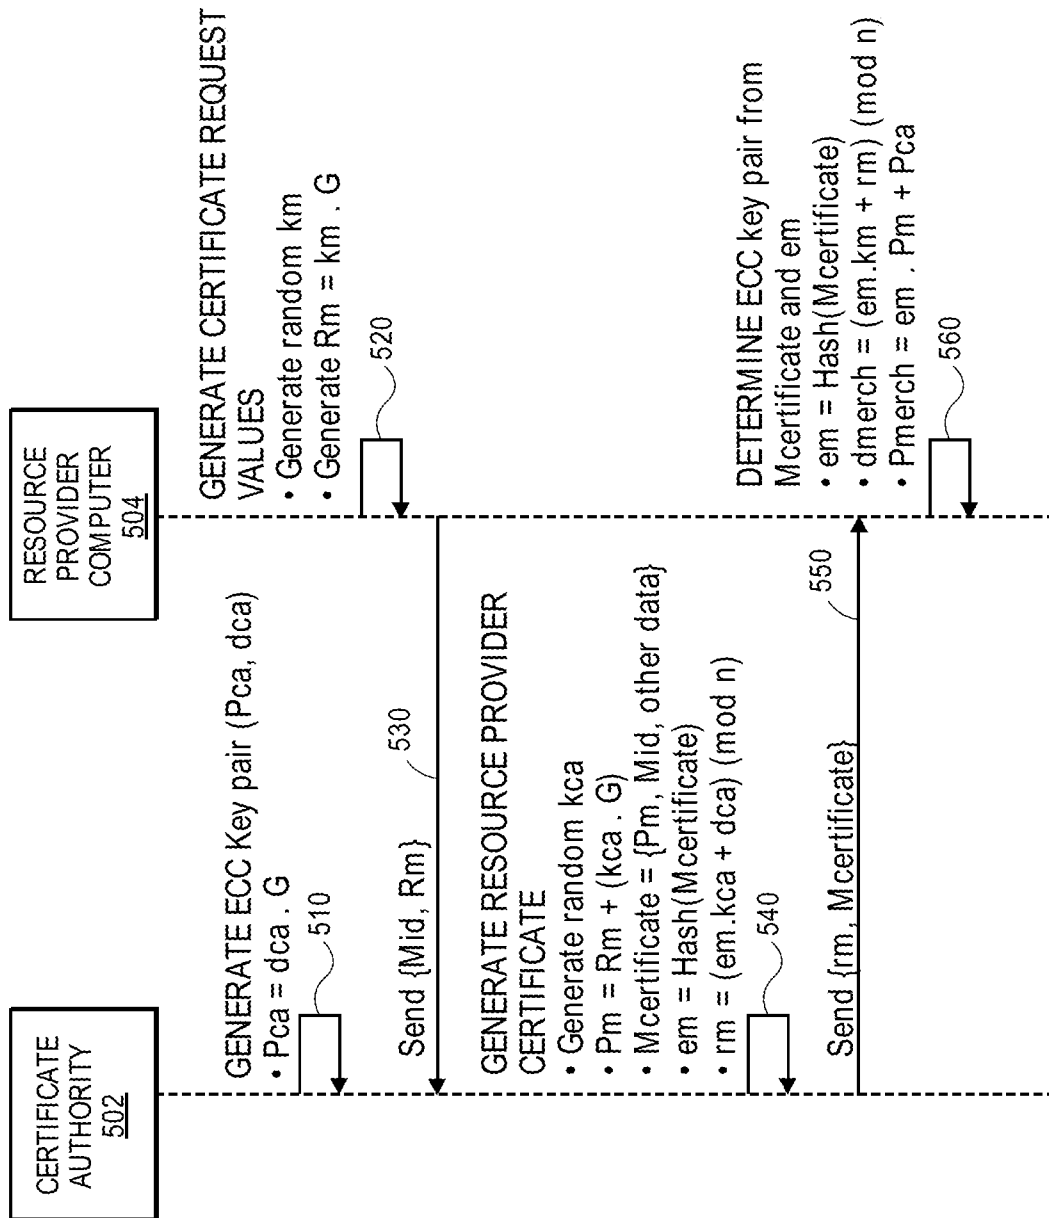 CERTIFICATE
AUTHORITY
502
RESOURCE
PROVIDER
COMPUTER
504
GENERATE ECC Key pair (Pca, dca)
• Pca = dca . G
510
GENERATE CERTIFICATE REQUEST
VALUES
• Generate random km
• Generate Rm = km . G
520
Send {Mid, Rm}
530
GENERATE RESOURCE PROVIDER
CERTIFICATE
• Generate random kca
• Pm = Rm + (kca . G)
• Mcertificate = {Pm, Mid, other data}
• em = Hash(Mcertificate)
• rm = (em.kca + dca) (mod n)
540
Send {rm, Mcertificate}
550
DETERMINE ECC key pair from
Mcertificate and em
• em = Hash(Mcertificate)
• dmerch = (em.km + rm) (mod n)
• Pmerch = em . Pm + Pca
560